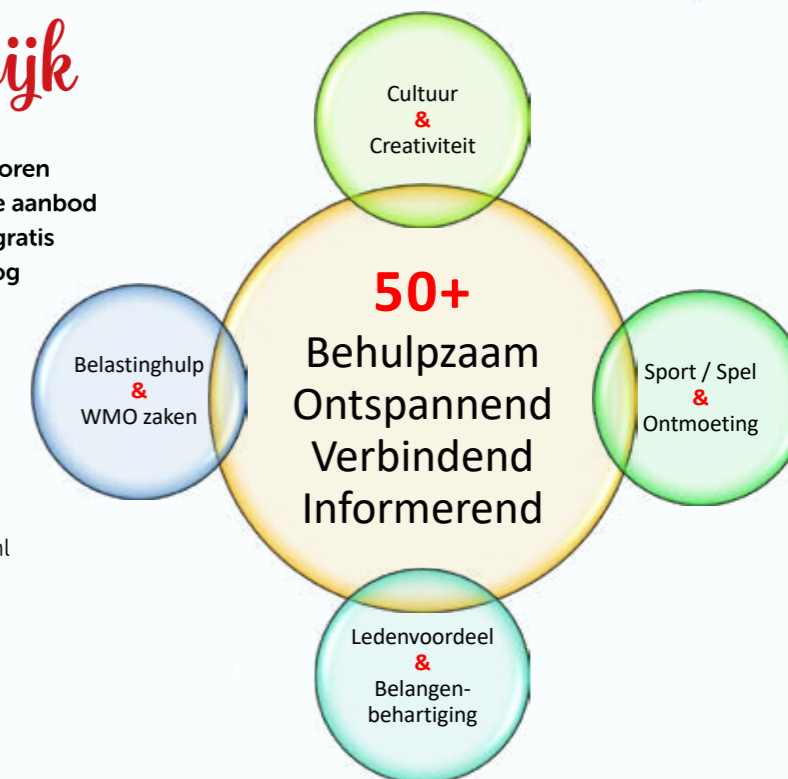 ijk
oren
e aanbod
gratis
og
nl
Cultuur
&
Creativiteit
50+
Behulpzaam
Ontspannend
Verbindend
Informerend
Belastinghulp
&
WMO zaken
Sport / Spel
&
Ontmoeting
Ledenvoordeel
&
Belangen-
behartiging